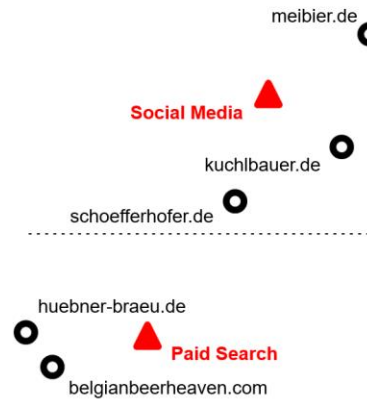 meibier.de
Social Media
kuchlbauer.de
schoefferhofer.de
huebner-braeu.de
Paid Search
belgianbeerheaven.com